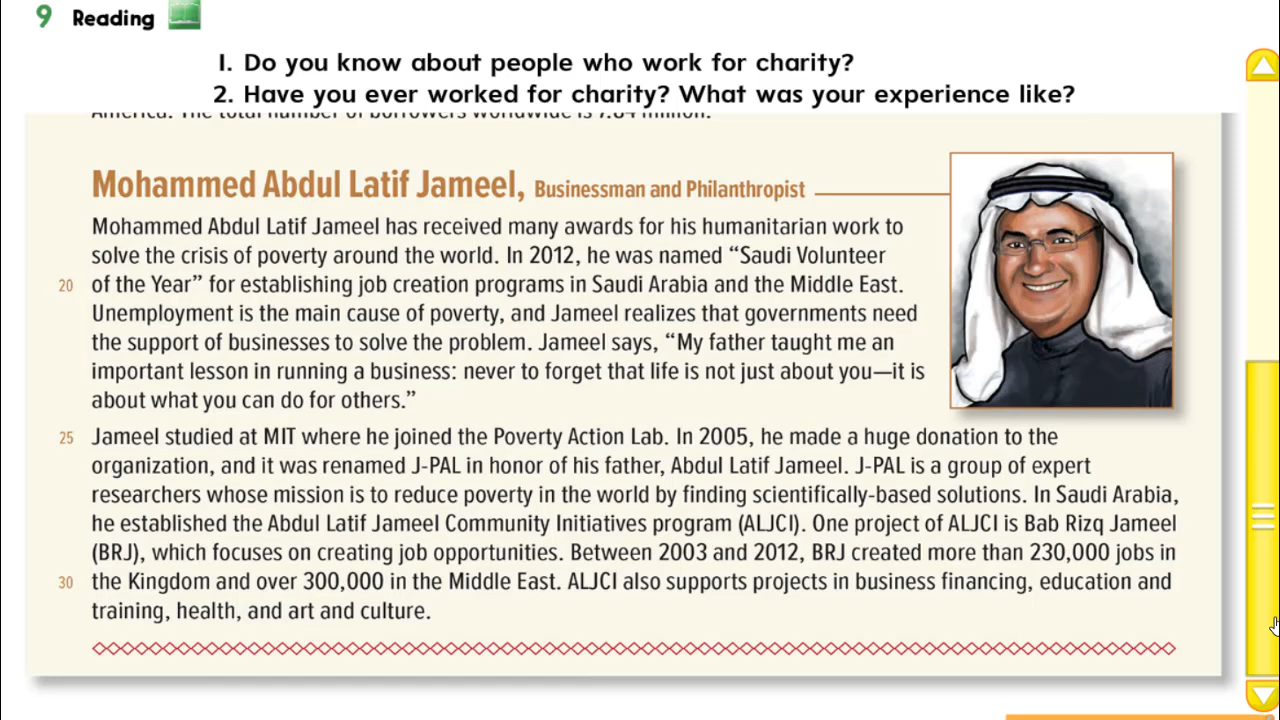 9 Reading
1. Do you know about people who work for charity?
2. Have you ever worked for charity? What was your experience like?
America. The total number of borrowers worldwide is 7.64 million.
Mohammed Abdul Latif Jameel, Businessman and Philanthropist
Mohammed Abdul Latif Jameel has received many awards for his humanitarian work to
solve the crisis of poverty around the world. In 2012, he was named “Saudi Volunteer
20 of the Year” for establishing job creation programs in Saudi Arabia and the Middle East.
Unemployment is the main cause of poverty, and Jameel realizes that governments need
the support of businesses to solve the problem. Jameel says, “My father taught me an
important lesson in running a business: never to forget that life is not just about you—it is
about what you can do for others.”
25 Jameel studied at MIT where he joined the Poverty Action Lab. In 2005, he made a huge donation to the
organization, and it was renamed J-PAL in honor of his father, Abdul Latif Jameel. J-PAL is a group of expert
researchers whose mission is to reduce poverty in the world by finding scientifically-based solutions. In Saudi Arabia,
he established the Abdul Latif Jameel Community Initiatives program (ALJCI). One project of ALJCI is Bab Rizq Jameel
(BRJ), which focuses on creating job opportunities. Between 2003 and 2012, BRJ created more than 230,000 jobs in
30 the Kingdom and over 300,000 in the Middle East. ALJCI also supports projects in business financing, education and
training, health, and art and culture.